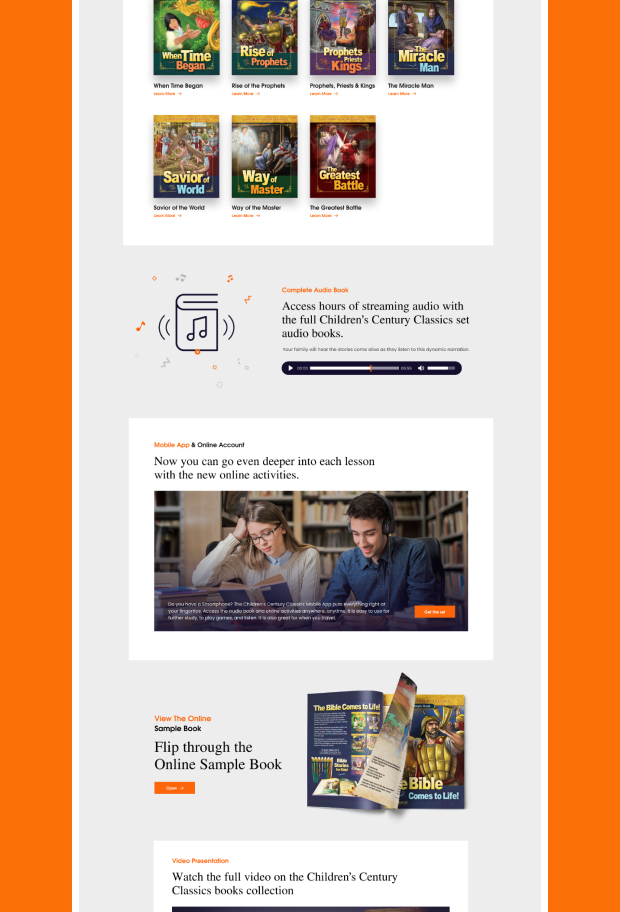 When Time Began
Rise of Prophets
Prophets Priests Kings
The Miracle Man
When Time Began
Rise of the Prophets
Prophets, Priests & Kings
The Miracle Man
Learn More →
Learn More →
Learn More →
Learn More →
Savior of World
Way of Master
The Greatest Battle
Savior of the World
Way of the Master
The Greatest Battle
Learn More →
Learn More →
Learn More →
Complete Audio Book
Access hours of streaming audio with
the full Children's Century Classics set
audio books.
Your family will hear the stories come alive as they listen to this dynamic narration.
00:00
Mobile App & Online Account
Now you can go even deeper into each lesson
with the new online activities.
Do you have a Smartphone? The Children's Century Classics Mobile App puts everything right at
your fingertips. Access the audio book and online activities anywhere, anytime. It is easy to use for
further study, to play games, and listen. It is also great for when you travel.
Get the set
View The Online
Sample Book
Flip through the
Online Sample Book
Open →
The Bible Comes to Life!
Bible
Stories
e Bible
Comes to Life!
Video Presentation
Watch the full video on the Children's Century
Classics books collection